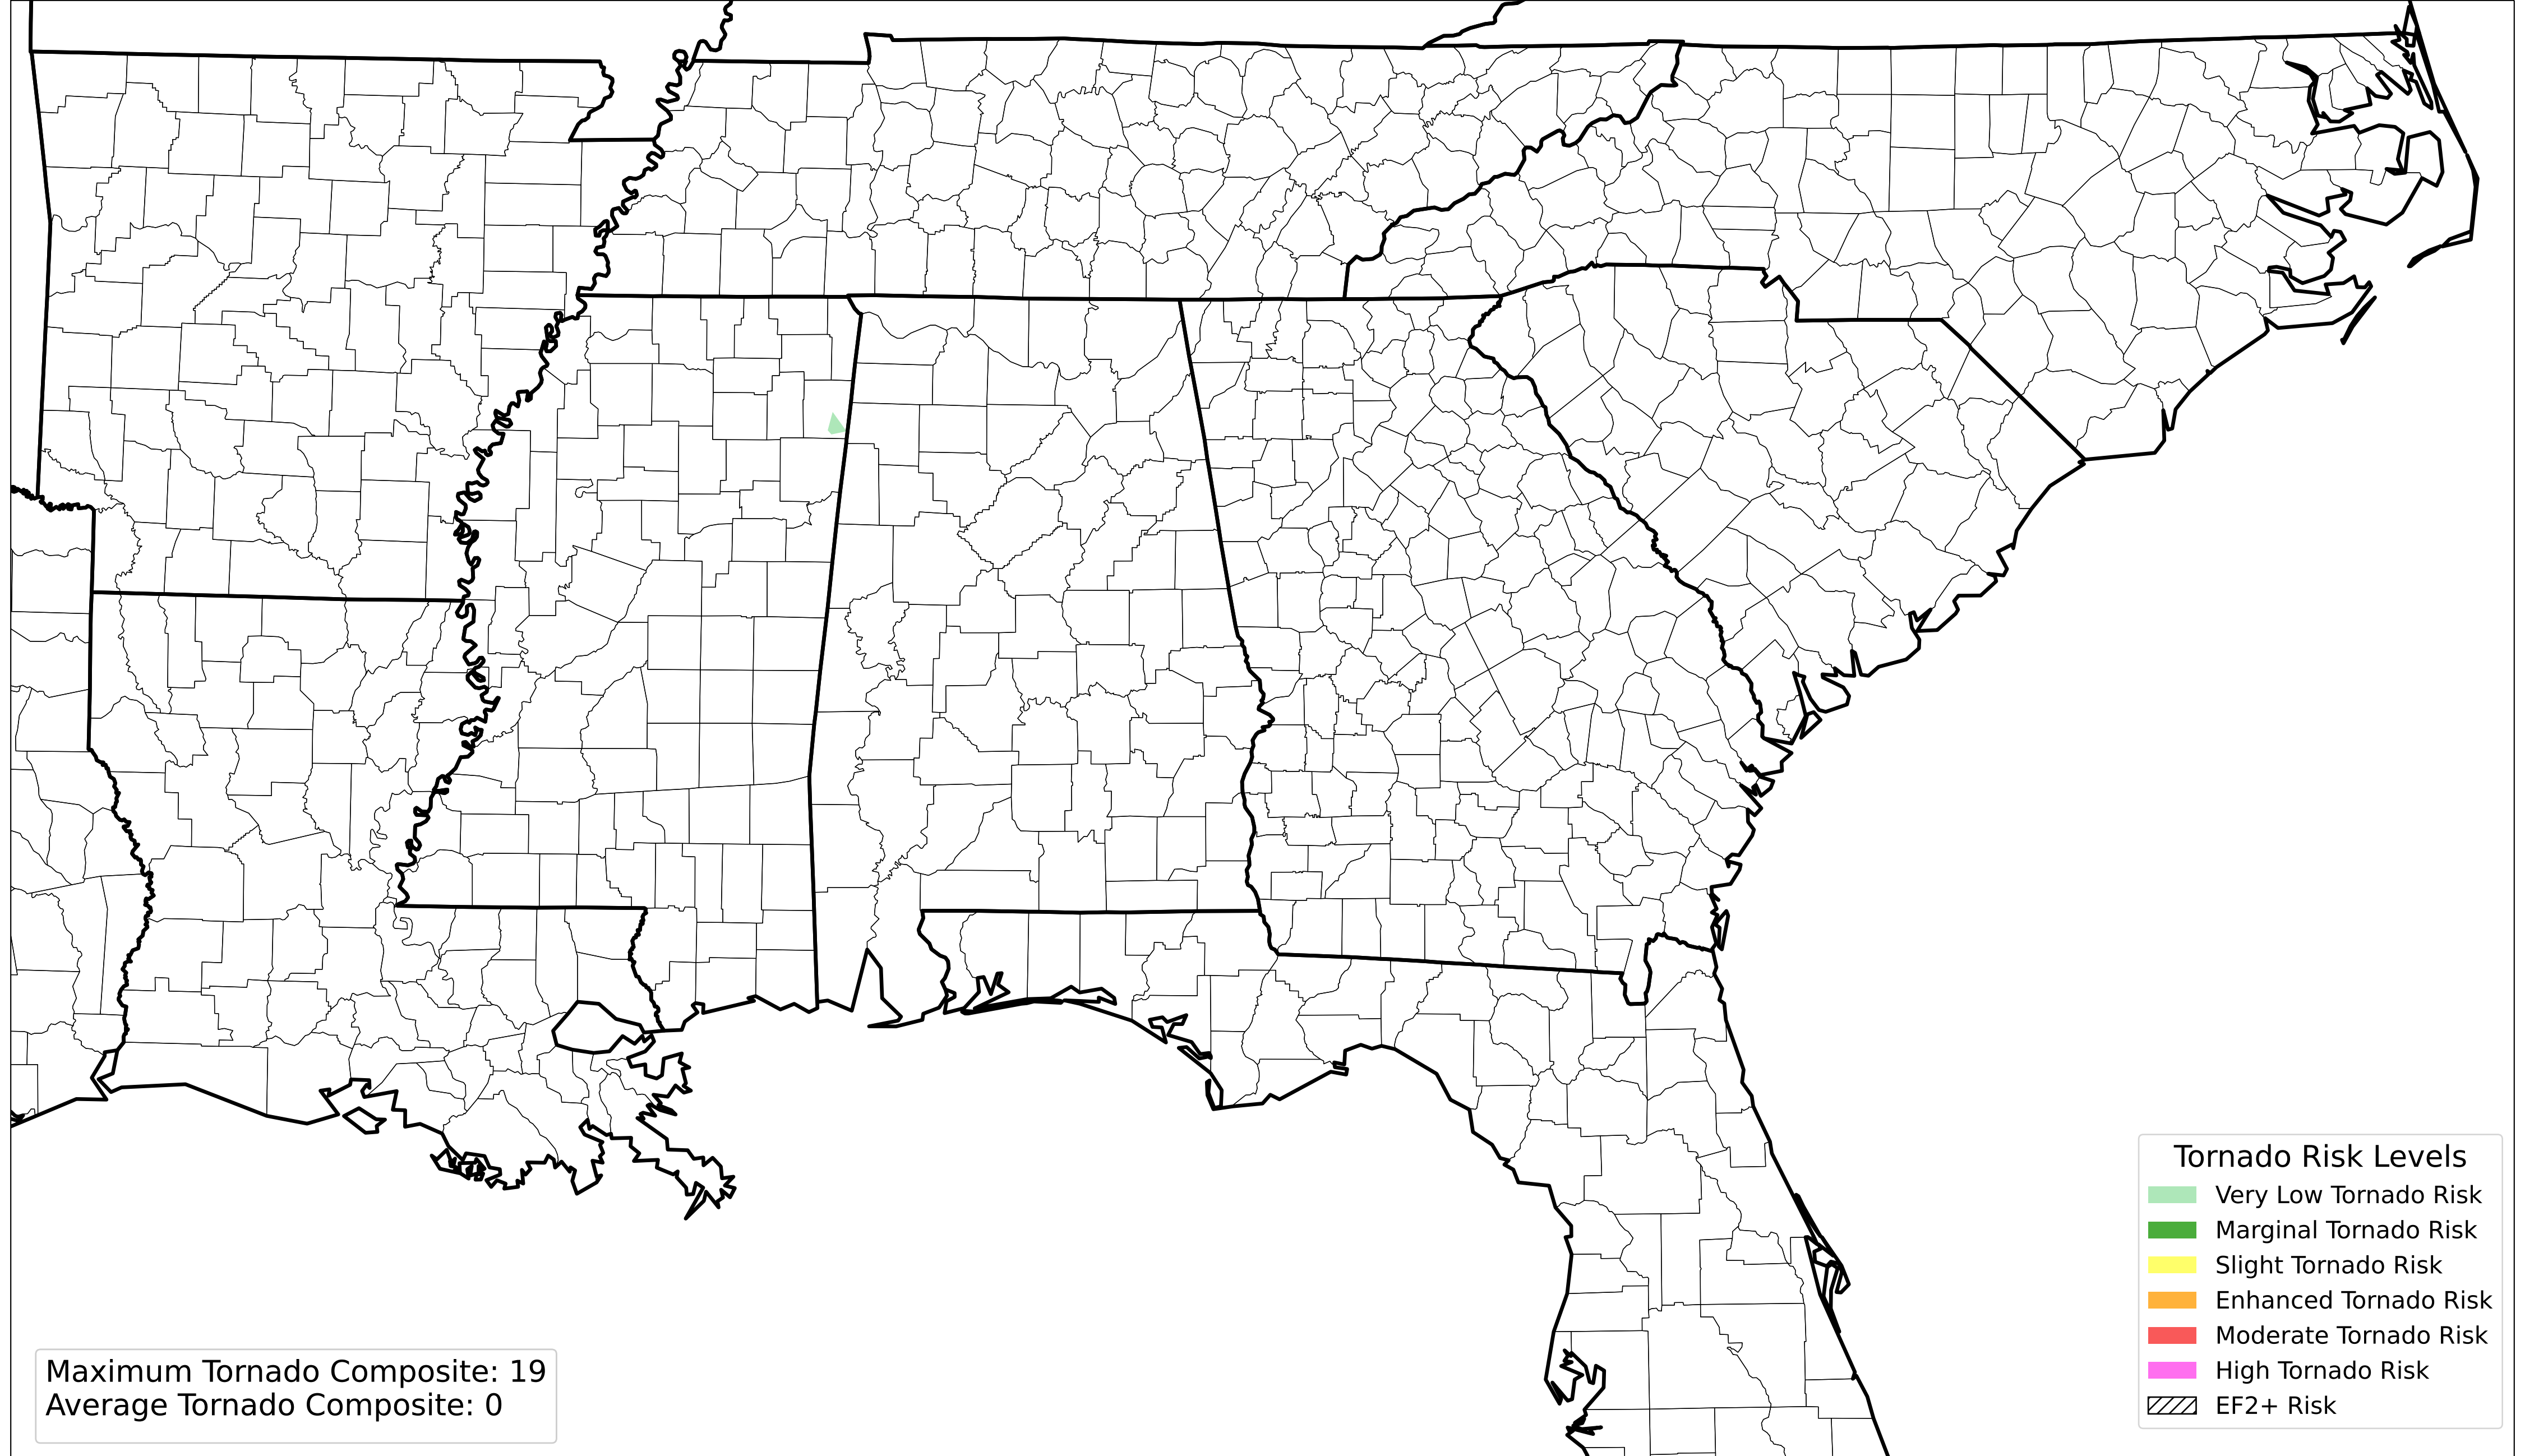 Tornado Risk Levels
Very Low Tornado Risk
Marginal Tornado Risk
Slight Tornado Risk
Enhanced Tornado Risk
Moderate Tornado Risk
High Tornado Risk
EF2+ Risk
Maximum Tornado Composite: 19
Average Tornado Composite: 0